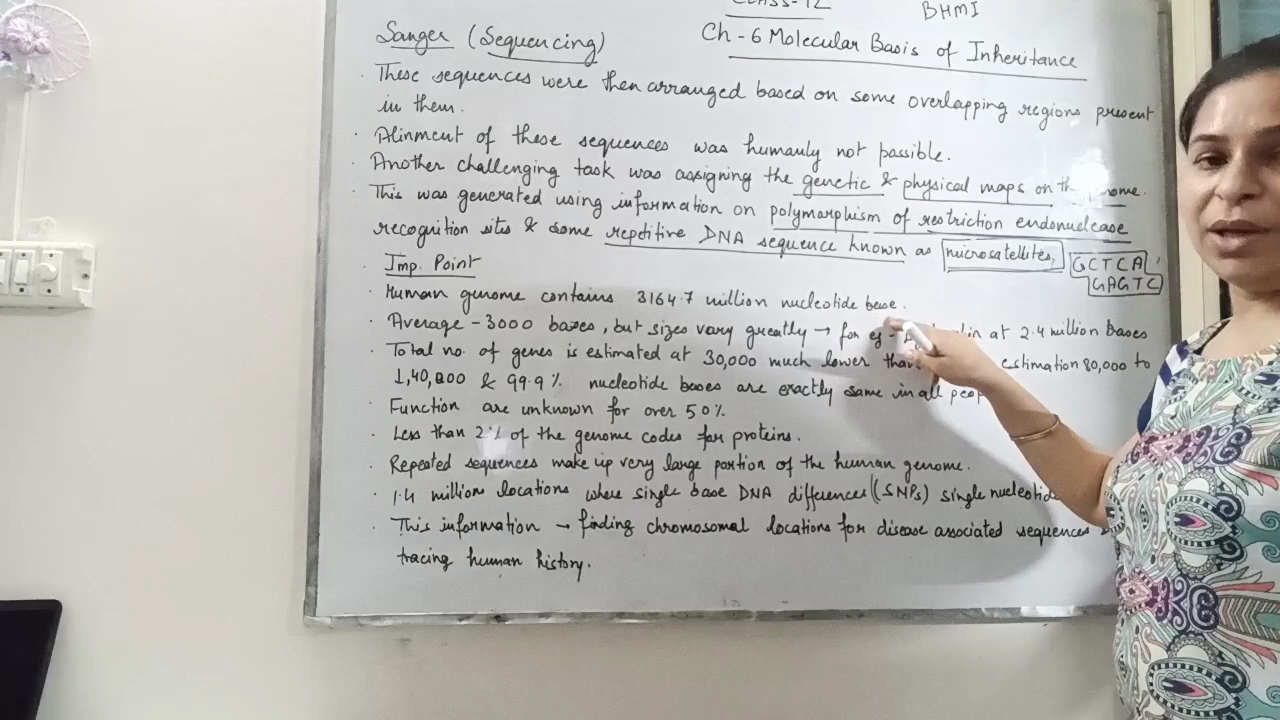 CLASS-12
BHMI
Sanger (Sequencing)
Ch-6 Molecular Basis of Inheritance
· These sequences were then arranged based on some overlapping regions present
in them.
· Alinment of these sequences was humanly not possible.
· Another challenging task was assigning the genetic & physical maps on
· This was generated using information on polymorphism of restriction endonuclease
recognition sites & some repetitive DNA sequence known as microsatellites,
GCTCA
GAGTC
· Imp. Point
· Human genome contains 3164.7 million nucleotide base.
· Average - 3000 bases, but sizes vary greatly → for eg - at 2.4 million bases
· Total no. of genes is estimated at 30,000 much lower than estimation 80,000 to
1,40,000 & 99.9% nucleotide bases are exactly same in all
· Function are unknown for over 50%.
· Less than 2% of the genome codes for proteins.
· Repeated sequences make up very large portion of the human genome.
· 1.4 million locations where single base DNA differences (SNPs) single
· This information → finding chromosomal locations for disease associated sequences
tracing human history.